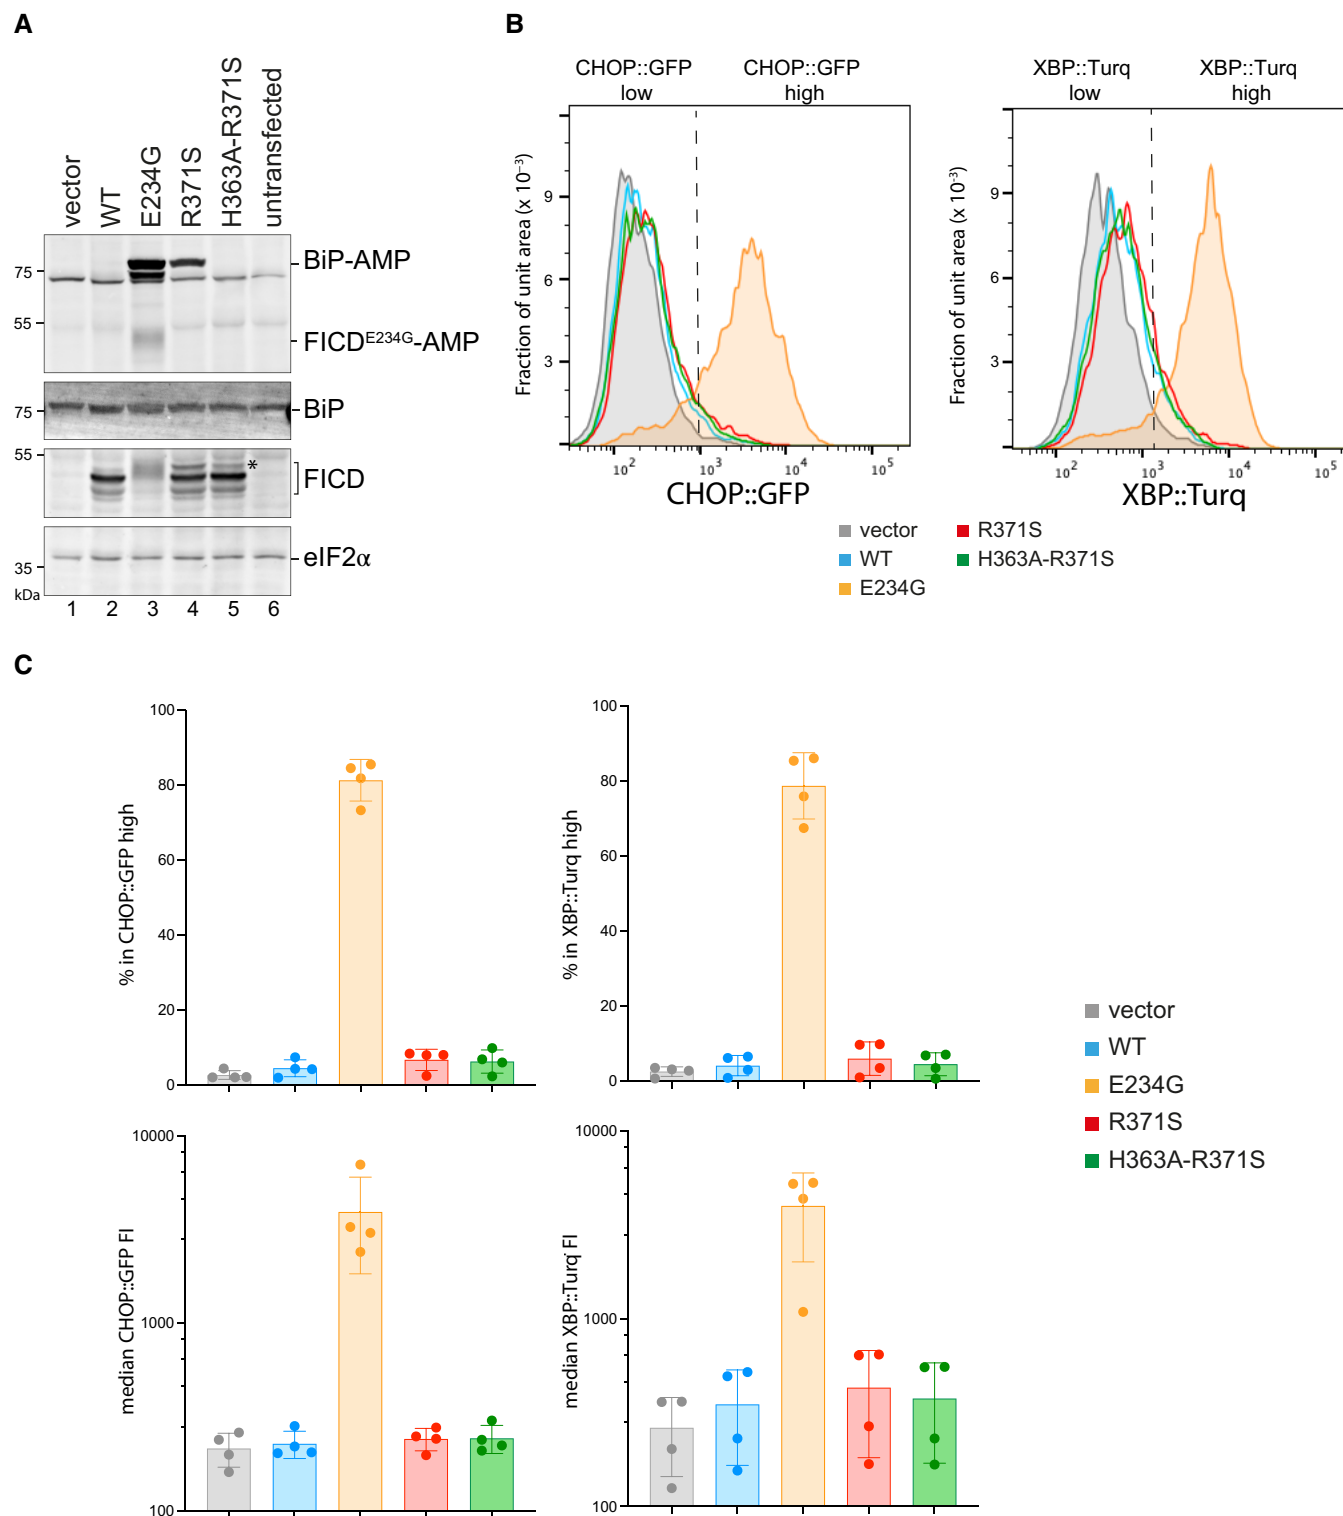 A
vector
WT
E234G
R371S
H363A-R371S
untransfected
75
55
BiP-AMP
FICDE234G-AMP
75
BiP
55
*
FICD
35
eIF2α
kDa
1 2 3 4 5 6
B
CHOP::GFP low
CHOP::GFP high
Fraction of unit area (x 10⁻³)
9
6
3
10² 10³ 10⁴ 10⁵
CHOP::GFP
XBP::Turq low
XBP::Turq high
Fraction of unit area (x 10⁻³)
9
6
3
10² 10³ 10⁴ 10⁵
XBP::Turq
vector
WT
E234G
R371S
H363A-R371S
C
% in CHOP::GFP high
100
80
60
40
20
0
% in XBP::Turq high
100
80
60
40
20
0
median CHOP::GFP FI
10000
1000
100
median XBP::Turq FI
10000
1000
100
vector
WT
E234G
R371S
H363A-R371S